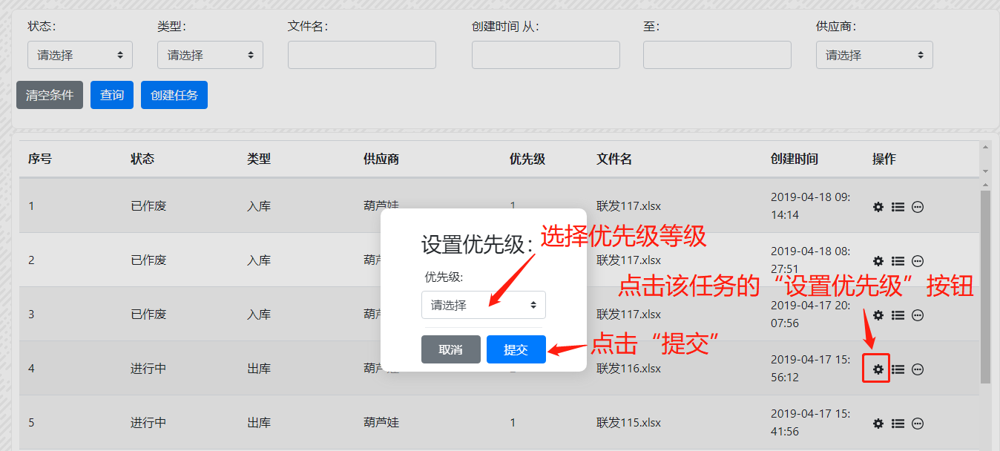 状态: 类型: 文件名: 创建时间 从: 至: 供应商:
请选择 请选择 请选择
清空条件 查询 创建任务
序号 状态 类型 供应商 优先级 文件名 创建时间 操作
1 已作废 入库 葫芦娃 1 联发117.xlsx 2019-04-18 09:
14:14
设置优先级:
选择优先级等级
2 已作废 入库 葫芦 联发117.xlsx 2019-04-18 08:
27:51
优先级:
点击该任务的“设置优先级”按钮
请选择
3 已作废 入库 葫芦 联发117.xlsx 2019-04-17 20:
07:56
取消 提交
点击“提交”
4 进行中 出库 葫芦娃 联发116.xlsx 2019-04-17 15:
56:12
5 进行中 出库 葫芦娃 1 联发115.xlsx 2019-04-17 15:
41:56